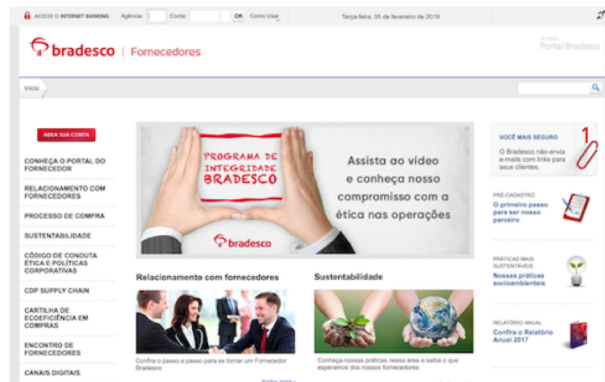 ACESSE O INTERNET BANKING Agência: Conta: OK Como Usar
Terça-feira, 05 de fevereiro de 2019
bradesco | Fornecedores
Portal Bradesco
Início
ABRA SUA CONTA
CONHEÇA O PORTAL DO
FORNECEDOR
RELACIONAMENTO COM
FORNECEDORES
PROCESSO DE COMPRA
SUSTENTABILIDADE
CÓDIGO DE CONDUTA
ÉTICA E POLÍTICAS
CORPORATIVAS
CDP SUPPLY CHAIN
CARTILHA DE
ECOEFICIÊNCIA EM
COMPRAS
ENCONTRO DE
FORNECEDORES
CANAIS DIGITAIS
PROGRAMA DE
INTEGRIDADE
BRADESCO
Assista ao vídeo
e conheça nosso
compromisso com a
ética nas operações
bradesco
Relacionamento com fornecedores
Confira o passo a passo para se tornar um Fornecedor
Bradesco
Sustentabilidade
Conheça nossas práticas nessa área e saiba o que
esperamos dos nossos fornecedores
VOCÊ MAIS SEGURO
O Bradesco não envia
e-mails com links para
seus clientes.
1
PRÉ-CADASTRO
O primeiro passo
para ser nosso
parceiro
PRÁTICAS MAIS
SUSTENTÁVEIS
Nossas práticas
socioambientais
RELATÓRIO ANUAL
Confira o Relatório
Anual 2017